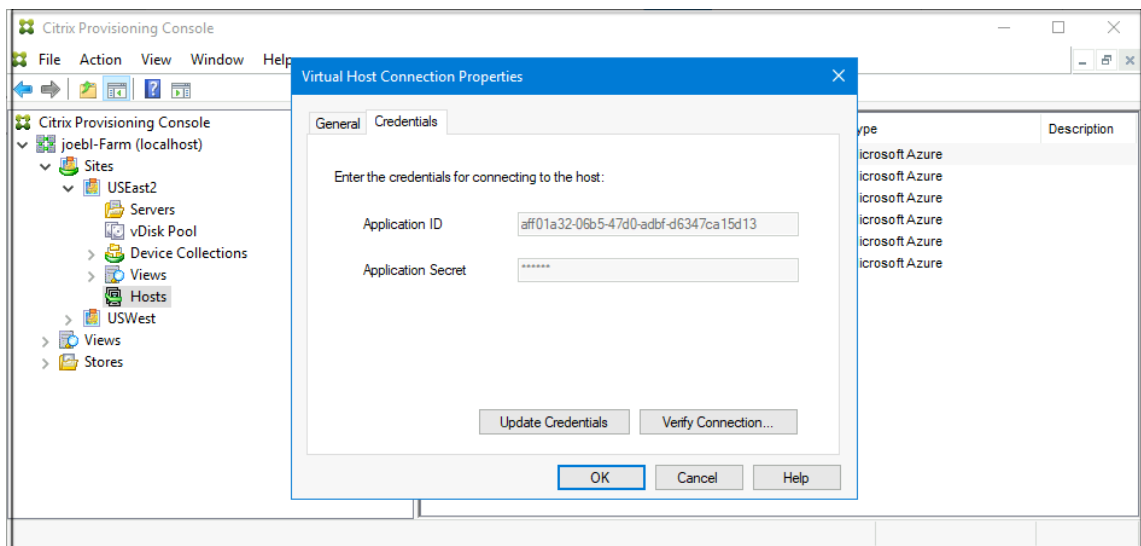 Citrix Provisioning Console
File Action View Window Help
Virtual Host Connection Properties
Citrix Provisioning Console
joebl-Farm (localhost)
Sites
USEast2
Servers
vDisk Pool
Device Collections
Views
Hosts
USWest
Views
Stores
General Credentials
Enter the credentials for connecting to the host:
Application ID aff01a32-06b5-47d0-adbf-d6347ca15d13
Application Secret ******
Update Credentials Verify Connection...
OK Cancel Help
ype Description
icrosoft Azure
icrosoft Azure
icrosoft Azure
icrosoft Azure
icrosoft Azure
icrosoft Azure